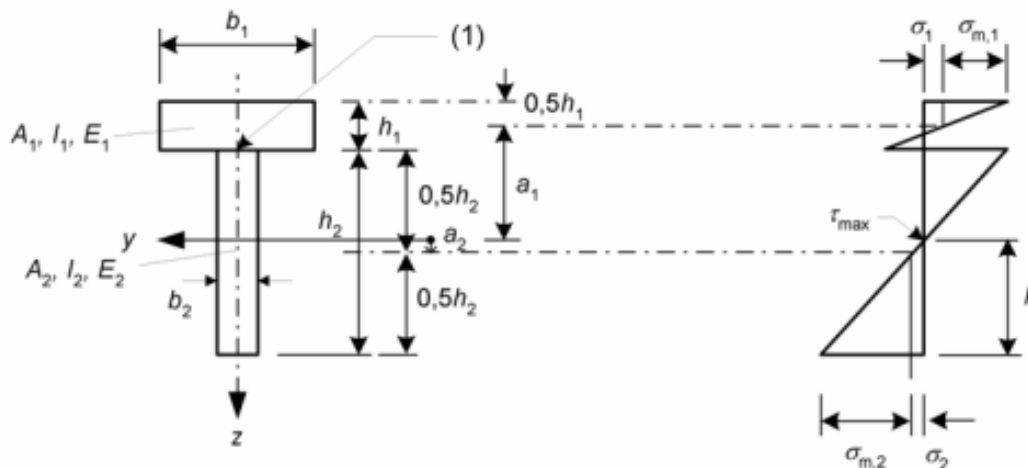 b1
(1)
σ1
σm,1
0,5h1
A1, I1, E1
h1
a1
0,5h2
h2
τmax
y
a2
A2, I2, E2
b2
0,5h2
z
σm,2
σ2